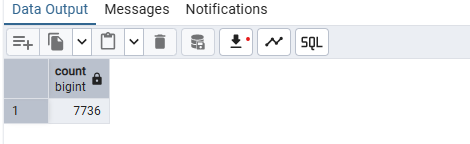 Data Output Messages Notifications
SQL
count
bigint
1 7736